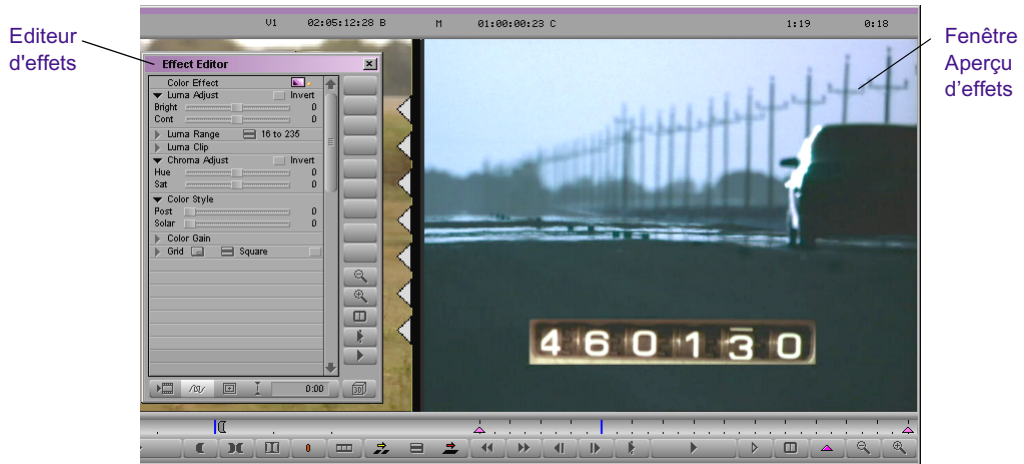 V1 02:05:12:28 B M 01:00:00:23 C 1:19 0:18
Editeur
d'effets
Fenêtre
Aperçu
d'effets
Effect Editor
Color Effect
Luma Adjust Invert
Bright 0
Cont 0
Luma Range 16 to 235
Luma Clip
Chroma Adjust Invert
Hue 0
Sat 0
Color Style
Post 0
Solar 0
Color Gain
Grid Square
0:00 3D
460130